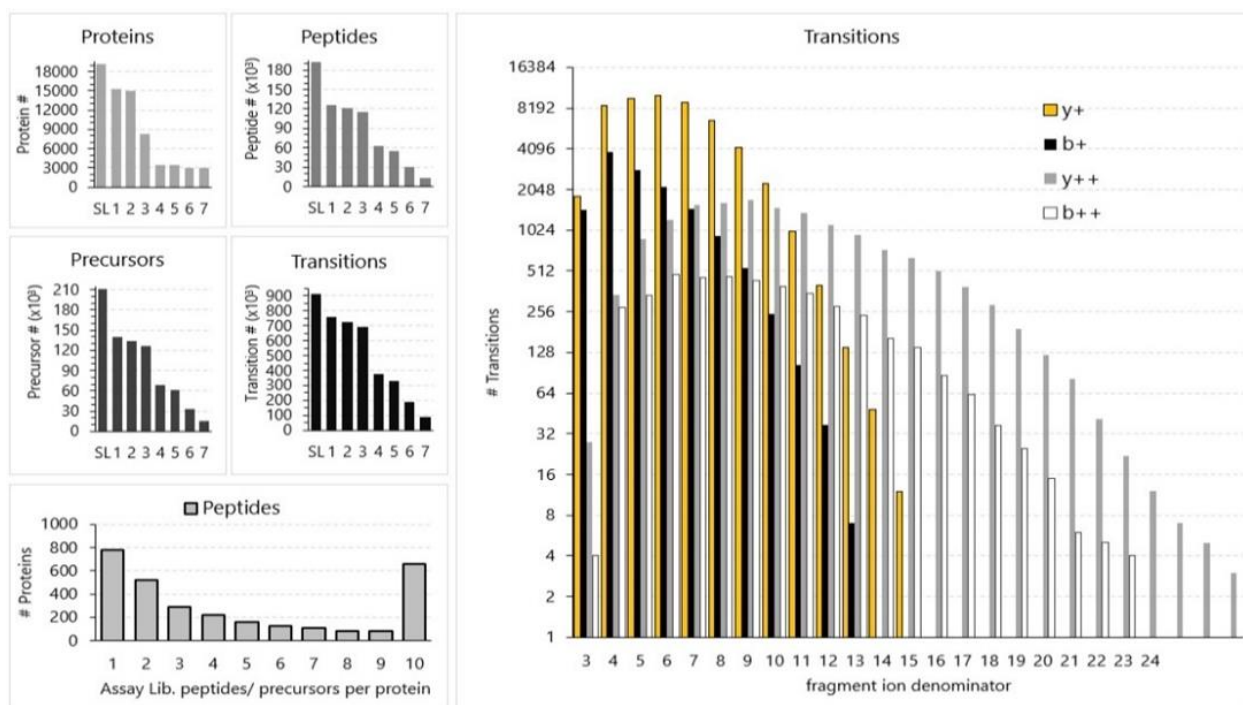 Proteins
Protein #
18000
15000
12000
9000
6000
3000
0
SL 1 2 3 4 5 6 7
Peptides
Peptide # (x10³)
180
150
120
90
60
30
0
SL 1 2 3 4 5 6 7
Precursors
Precursor # (x10³)
210
180
150
120
90
60
30
0
SL 1 2 3 4 5 6 7
Transitions
Transition # (x10³)
900
800
700
600
500
400
300
200
100
0
SL 1 2 3 4 5 6 7
Peptides
# Proteins
1000
800
600
400
200
0
1 2 3 4 5 6 7 8 9 10
Assay Lib. peptides/ precursors per protein
Transitions
# Transitions
16384
8192
4096
2048
1024
512
256
128
64
32
16
8
4
2
1
y+
b+
y++
b++
3 4 5 6 7 8 9 10 11 12 13 14 15 16 17 18 19 20 21 22 23 24
fragment ion denominator